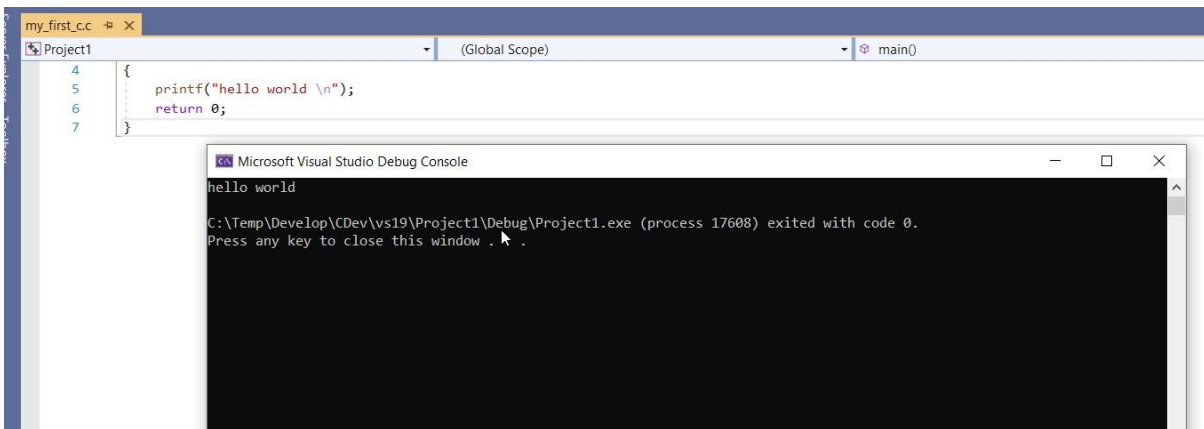 my_first_c.c
Project1 (Global Scope) main()
4 {
5 printf("hello world \n");
6 return 0;
7 }
Toolbox
Microsoft Visual Studio Debug Console
hello world
C:\Temp\Develop\CDev\vs19\Project1\Debug\Project1.exe (process 17608) exited with code 0.
Press any key to close this window . .